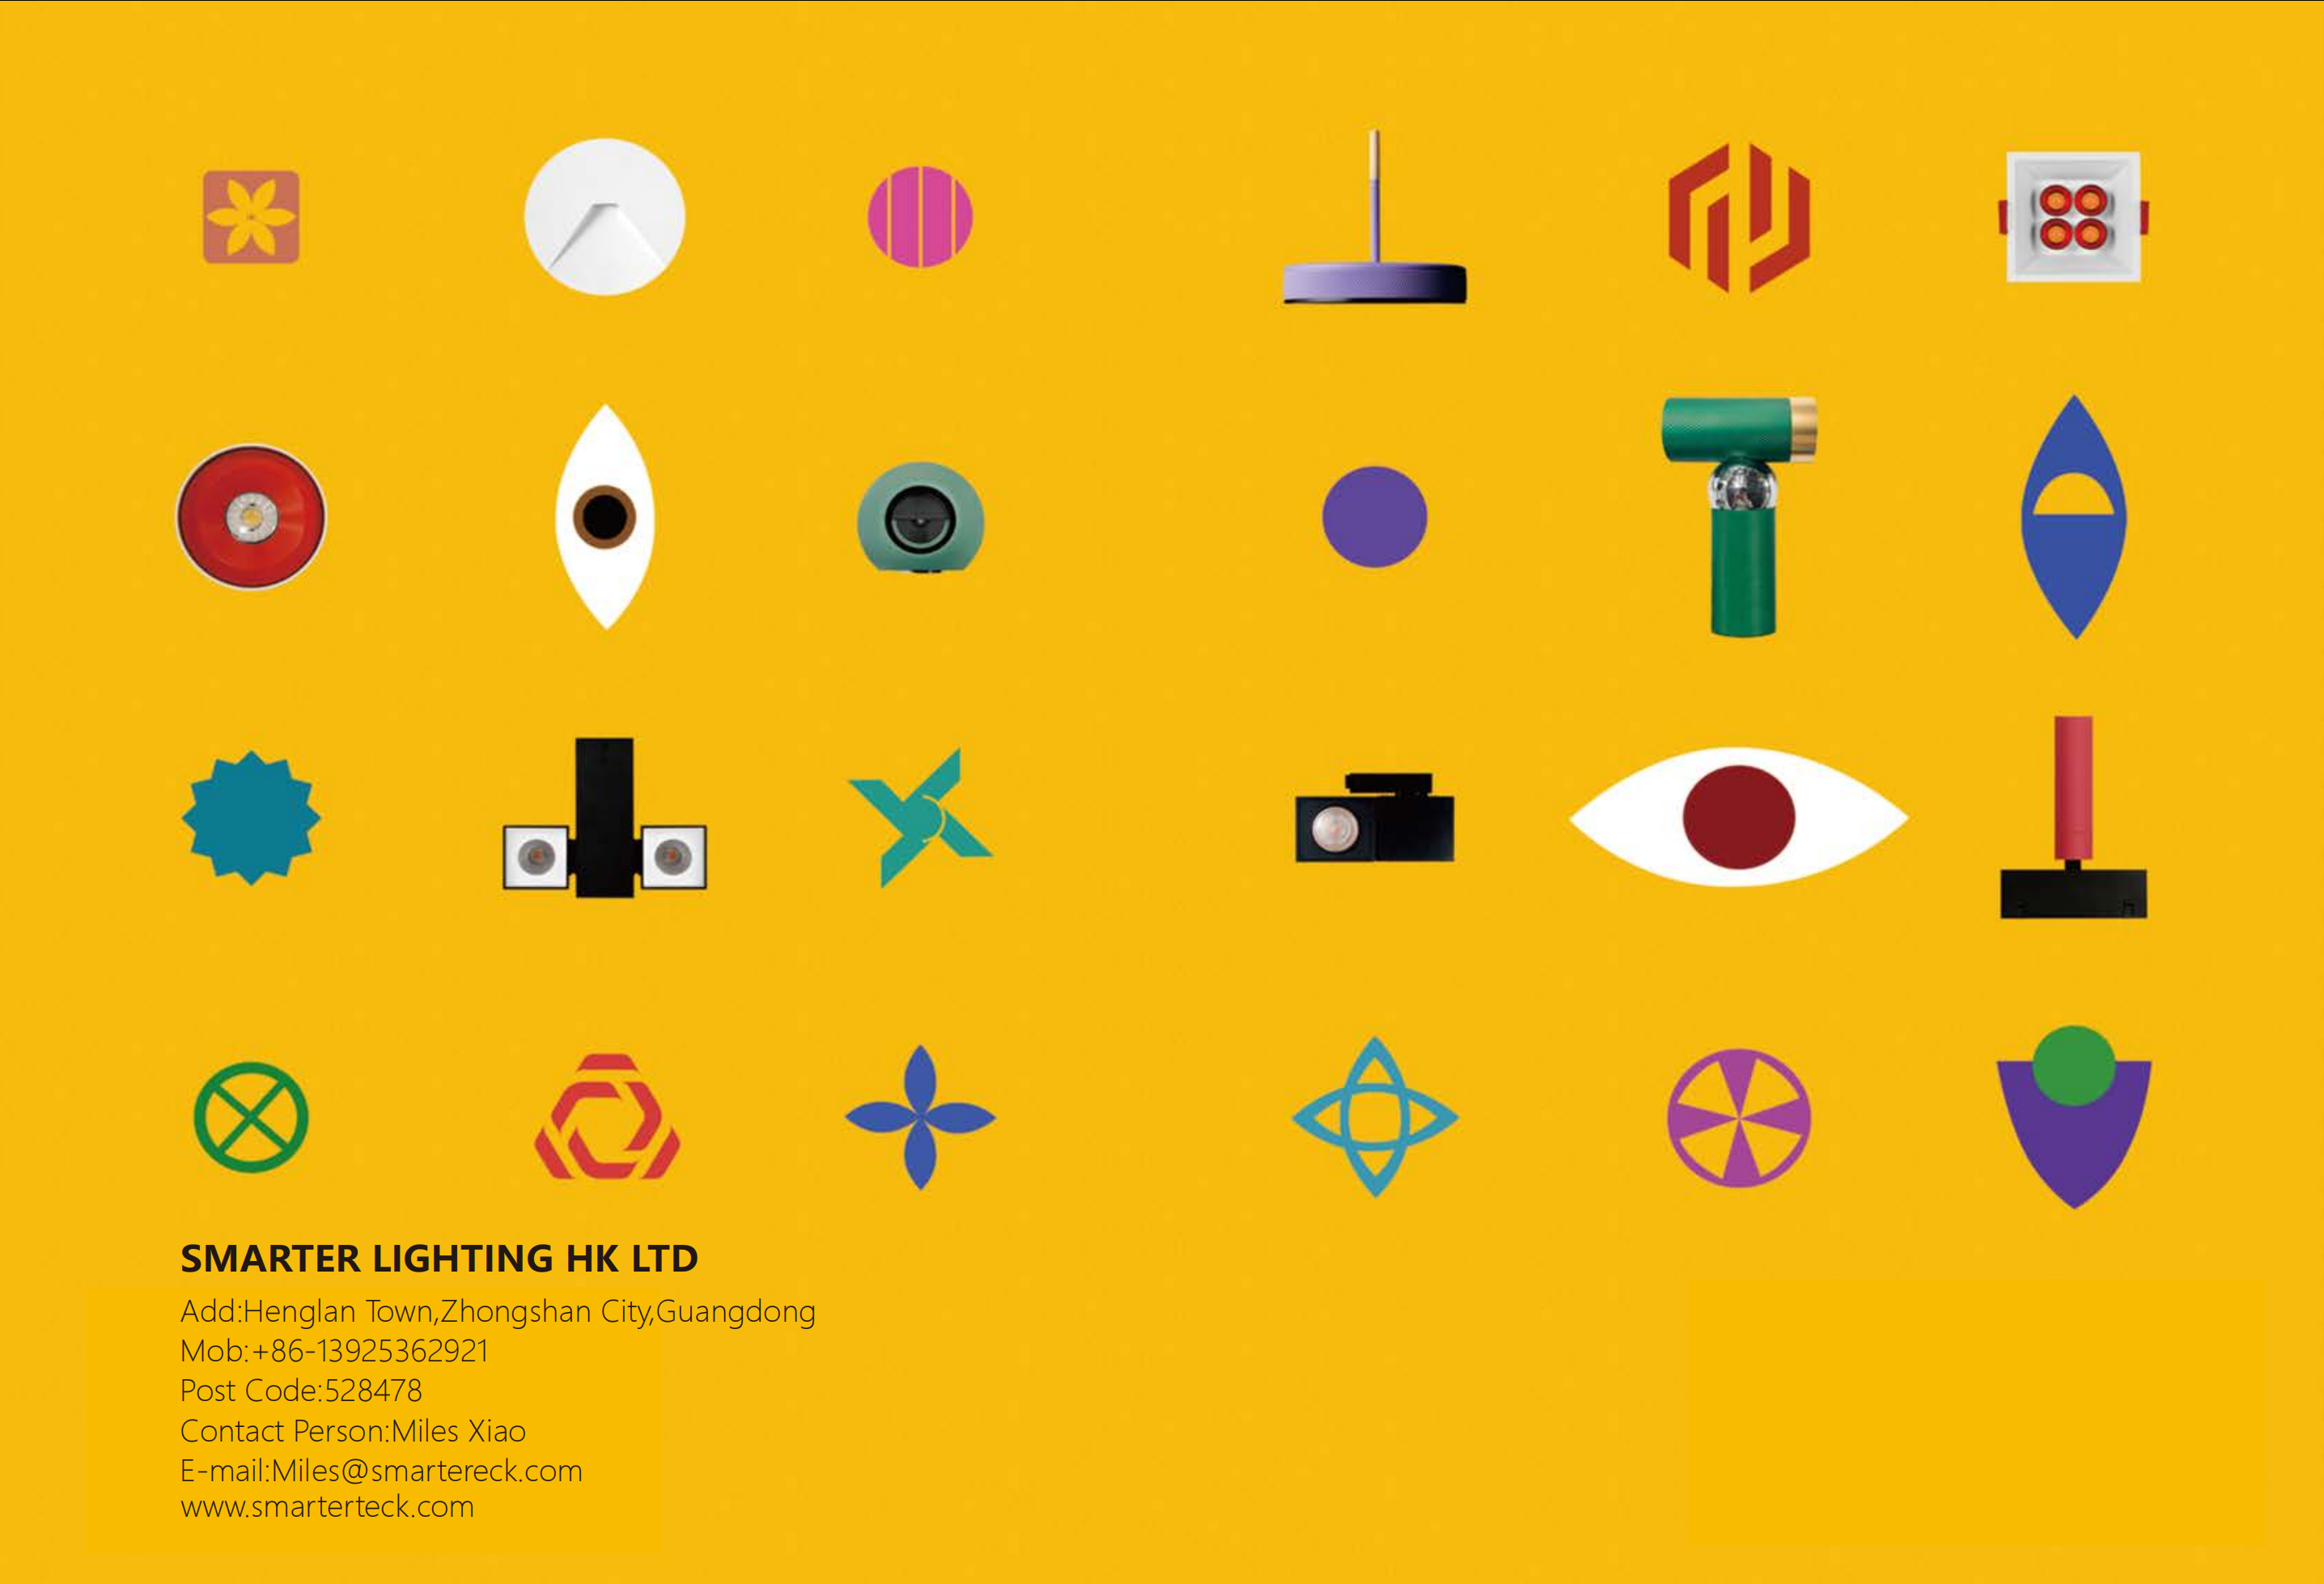 SMARTER LIGHTING HK LTD
Add:Henglan Town,Zhongshan City,Guangdong
Mob:+86-13925362921
Post Code:528478
Contact Person:Miles Xiao
E-mail:Miles@smartereck.com
www.smarterteck.com